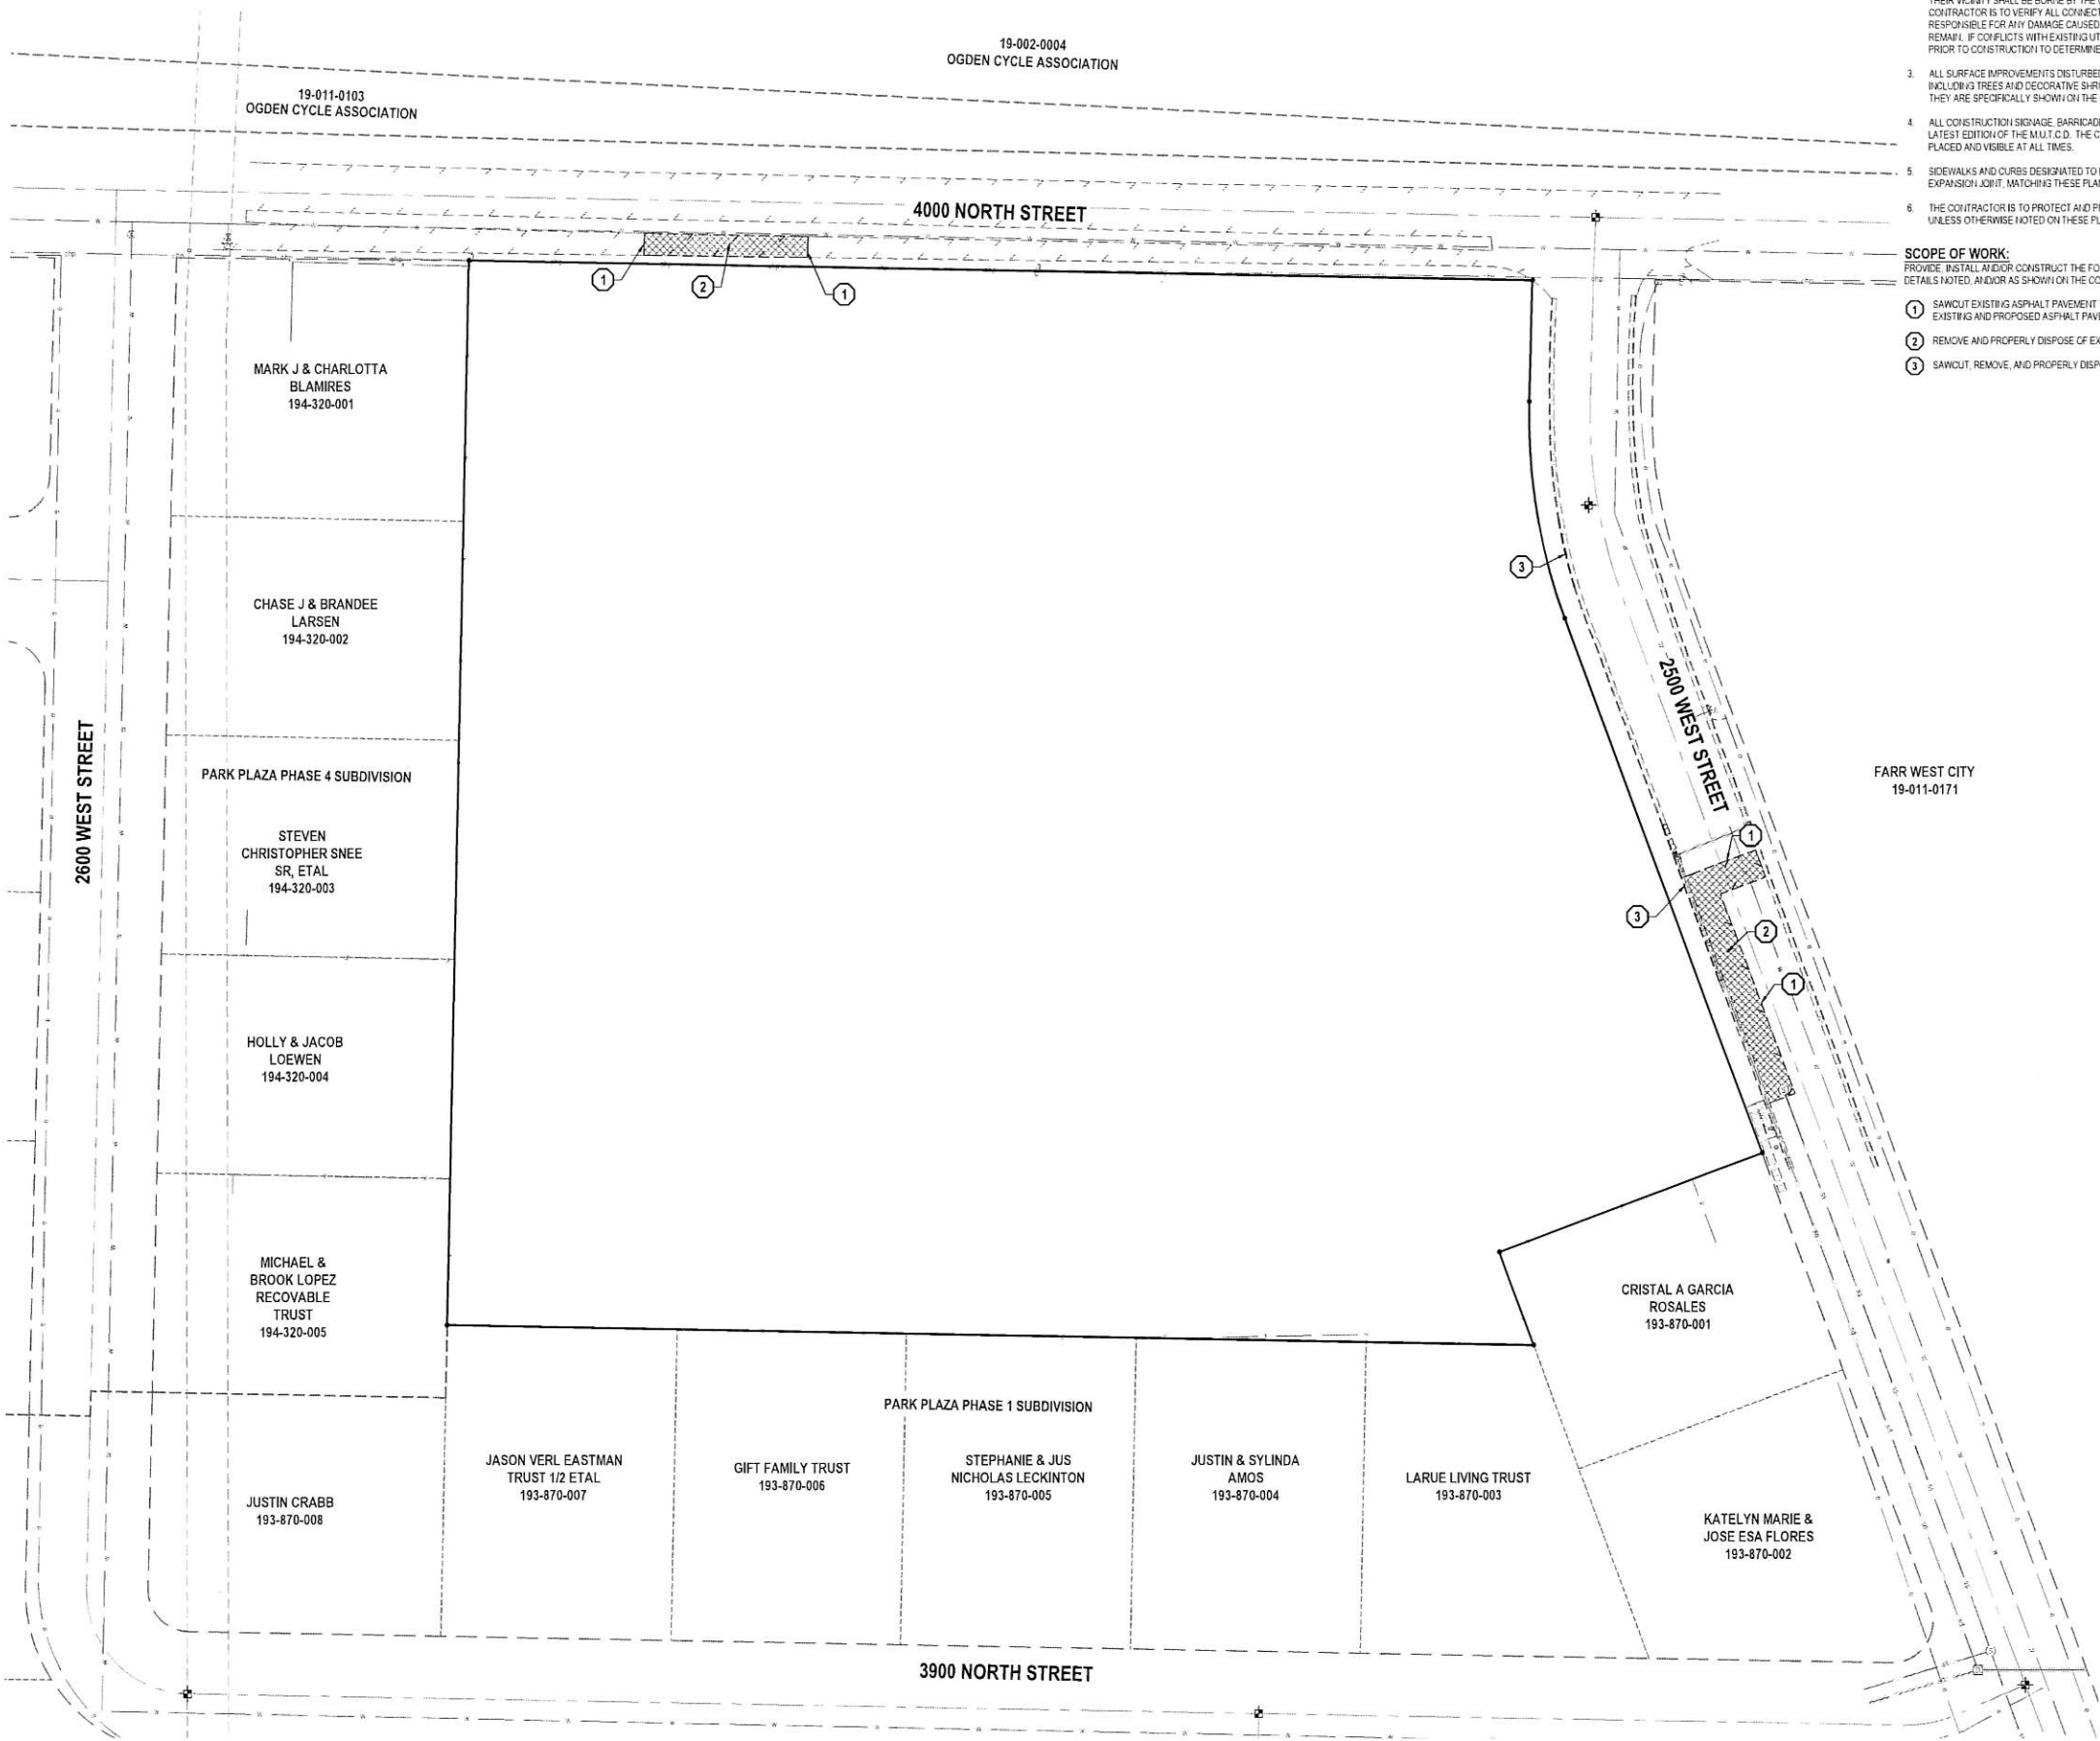 19-002-0004
OGDEN CYCLE ASSOCIATION
19-011-0103
OGDEN CYCLE ASSOCIATION
4000 NORTH STREET
1
2
1
MARK J & CHARLOTTA
BLAMIRES
194-320-001
CHASE J & BRANDEE
LARSEN
194-320-002
PARK PLAZA PHASE 4 SUBDIVISION
STEVEN
CHRISTOPHER SNEE
SR, ETAL
194-320-003
HOLLY & JACOB
LOEWEN
194-320-004
MICHAEL &
BROOK LOPEZ
RECOVABLE
TRUST
194-320-005
2600 WEST STREET
JUSTIN CRABB
193-870-008
JASON VERL EASTMAN
TRUST 1/2 ETAL
193-870-007
GIFT FAMILY TRUST
193-870-006
PARK PLAZA PHASE 1 SUBDIVISION
STEPHANIE & JUS
NICHOLAS LECKINTON
193-870-005
JUSTIN & SYLINDA
AMOS
193-870-004
LARUE LIVING TRUST
193-870-003
CRISTAL A GARCIA
ROSALES
193-870-001
KATELYN MARIE &
JOSE ESA FLORES
193-870-002
3900 NORTH STREET
2500 WEST STREET
3
1
3
2
1
FARR WEST CITY
19-011-0171
THEIR VICINITY SHALL BE BORNE BY THE
CONTRACTOR IS TO VERIFY ALL CONNECT
RESPONSIBLE FOR ANY DAMAGE CAUSED
REMAIN. IF CONFLICTS WITH EXISTING UT
PRIOR TO CONSTRUCTION TO DETERMINE
3. ALL SURFACE IMPROVEMENTS DISTURBE
INCLUDING TREES AND DECORATIVE SHR
THEY ARE SPECIFICALLY SHOWN ON THE
4. ALL CONSTRUCTION SIGNAGE, BARRICAD
LATEST EDITION OF THE M.U.T.C.D. THE C
PLACED AND VISIBLE AT ALL TIMES.
5. SIDEWALKS AND CURBS DESIGNATED TO
EXPANSION JOINT, MATCHING THESE PLA
6. THE CONTRACTOR IS TO PROTECT AND P
UNLESS OTHERWISE NOTED ON THESE PL
SCOPE OF WORK:
PROVIDE, INSTALL AND/OR CONSTRUCT THE FO
DETAILS NOTED, AND/OR AS SHOWN ON THE CO
1 SAWCUT EXISTING ASPHALT PAVEMENT
EXISTING AND PROPOSED ASPHALT PAV
2 REMOVE AND PROPERLY DISPOSE OF EX
3 SAWCUT, REMOVE, AND PROPERLY DISP